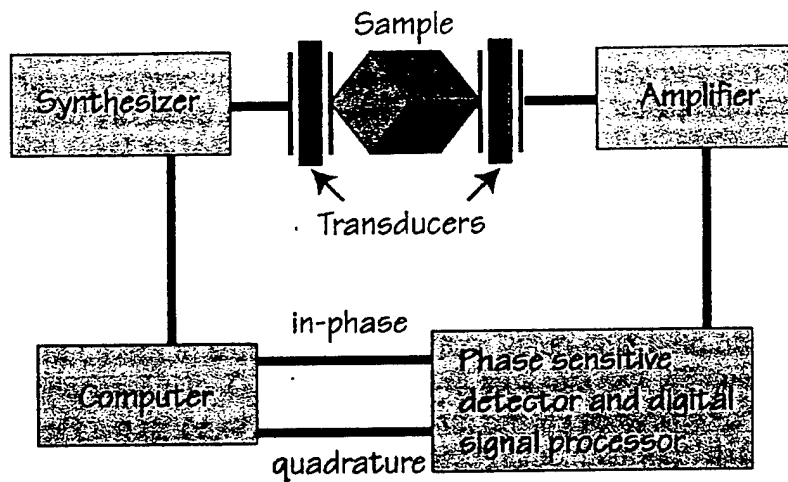 Sample
Synthesizer
Amplifier
Transducers
in-phase
Computer
Phase sensitive
detector and digital
signal processor
quadrature